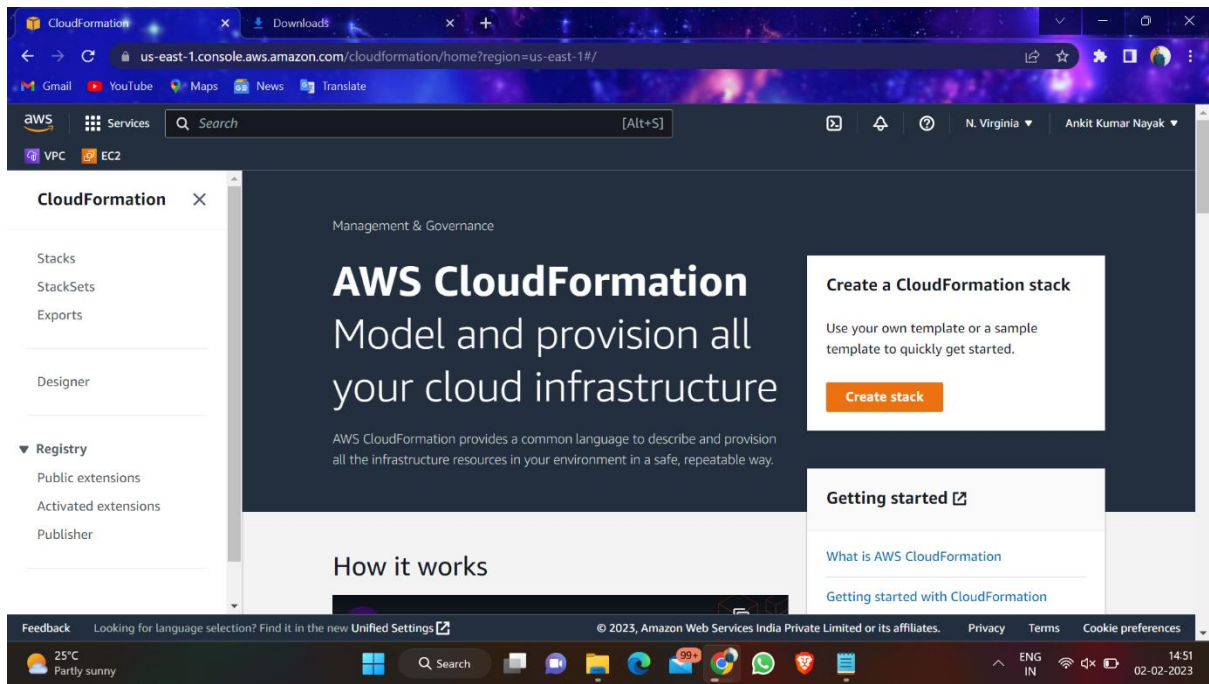 CloudFormation
Downloads
us-east-1.console.aws.amazon.com/cloudformation/home?region=us-east-1#/
Gmail YouTube Maps News Translate
aws Services Search [Alt+S] N. Virginia Ankit Kumar Nayak
VPC EC2
CloudFormation
Stacks
StackSets
Exports
Designer
Registry
Public extensions
Activated extensions
Publisher
Management & Governance
AWS CloudFormation
Model and provision all
your cloud infrastructure
AWS CloudFormation provides a common language to describe and provision
all the infrastructure resources in your environment in a safe, repeatable way.
Create a CloudFormation stack
Use your own template or a sample
template to quickly get started.
Create stack
Getting started
What is AWS CloudFormation
Getting started with CloudFormation
How it works
Feedback Looking for language selection? Find it in the new Unified Settings © 2023, Amazon Web Services India Private Limited or its affiliates. Privacy Terms Cookie preferences
25°C
Partly sunny
Search
99+
ENG
IN
14:51
02-02-2023